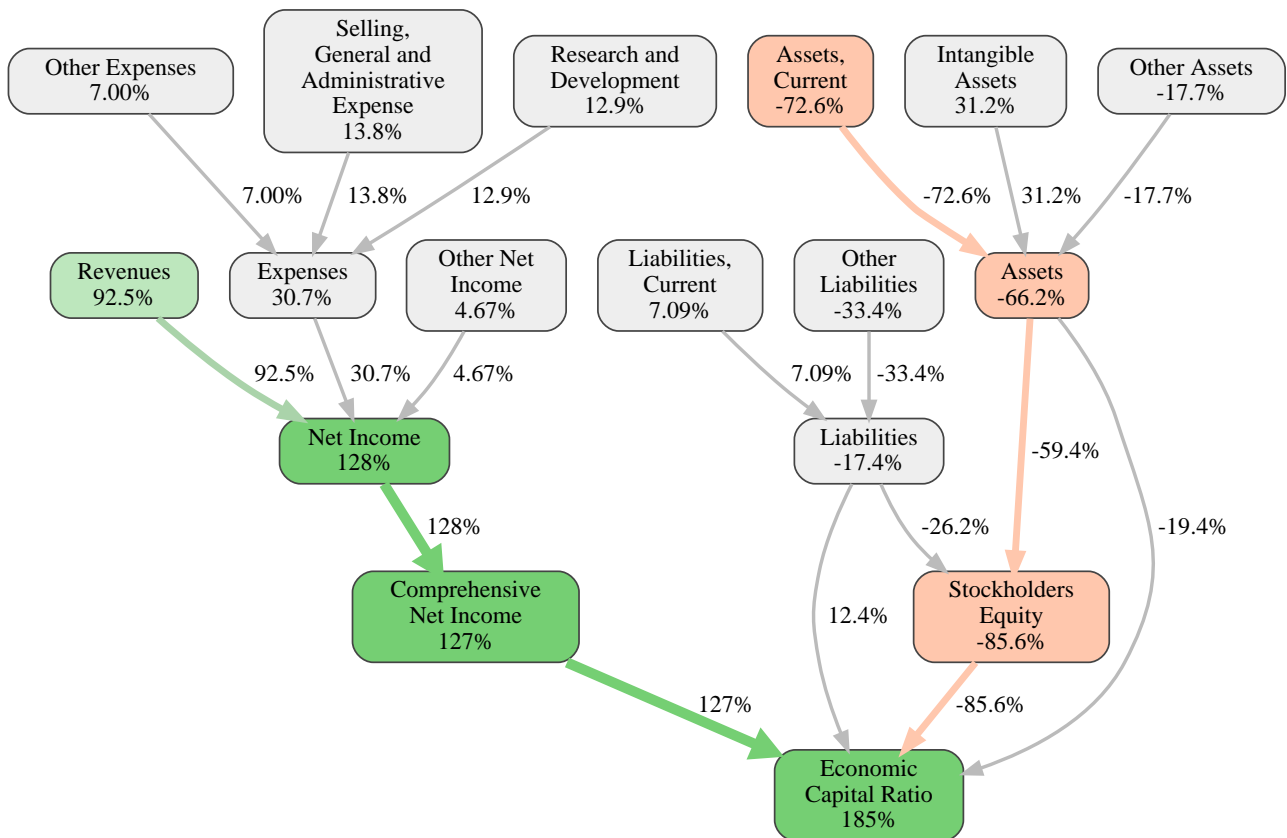 Other Expenses
7.00%
Selling,
General and
Administrative
Expense
13.8%
Research and
Development
12.9%
Assets,
Current
-72.6%
Intangible
Assets
31.2%
Other Assets
-17.7%
7.00%
13.8%
12.9%
-72.6%
31.2%
-17.7%
Revenues
92.5%
Expenses
30.7%
Other Net
Income
4.67%
Liabilities,
Current
7.09%
Other
Liabilities
-33.4%
Assets
-66.2%
92.5%
30.7%
4.67%
7.09%
-33.4%
Net Income
128%
Liabilities
-17.4%
-59.4%
128%
-26.2%
-19.4%
Comprehensive
Net Income
127%
12.4%
Stockholders
Equity
-85.6%
127%
-85.6%
Economic
Capital Ratio
185%